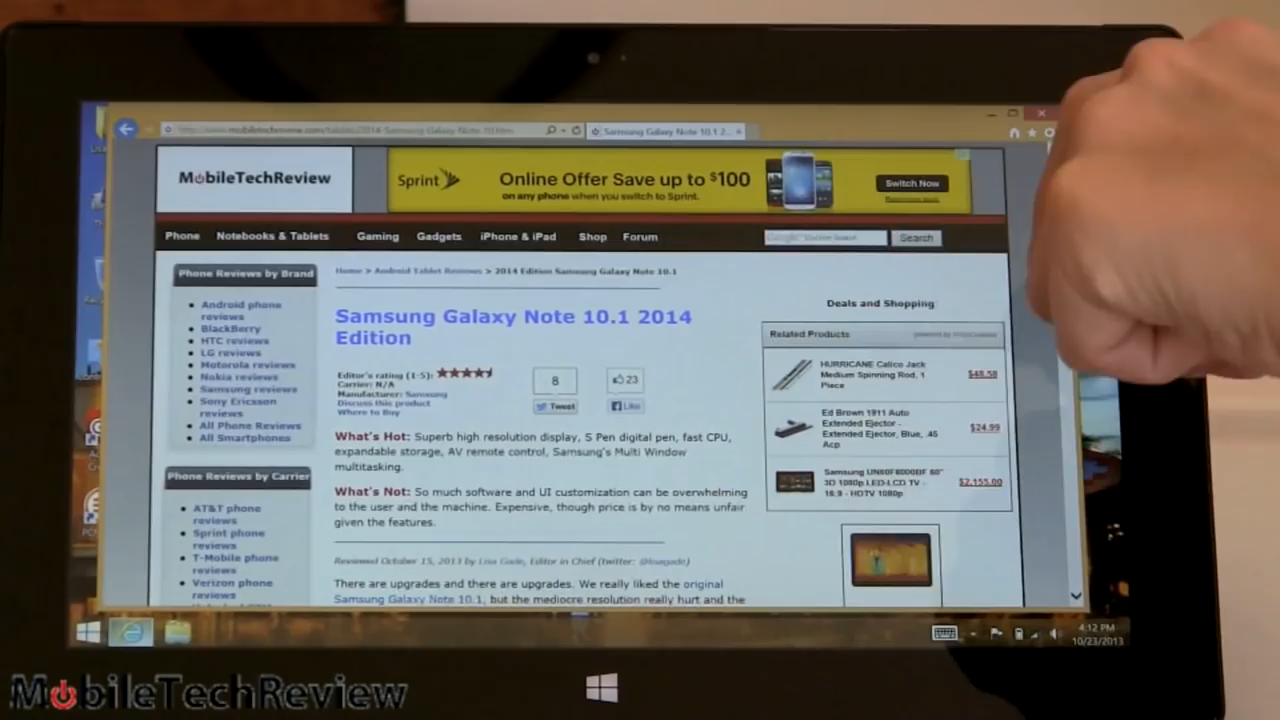 Samsung Galaxy Note 10.1 2...
MobileTechReview
Sprint
Online Offer Save up to $100
on any phone when you switch to Sprint.
Switch Now
Phone Notebooks & Tablets Gaming Gadgets iPhone & iPad Shop Forum
Search
Phone Reviews by Brand
Android phone
reviews
BlackBerry
HTC reviews
LG reviews
Motorola reviews
Nokia reviews
Samsung reviews
Sony Ericsson
reviews
All Phone Reviews
All Smartphones
Phone Reviews by Carrier
AT&T phone
reviews
Sprint phone
reviews
T-Mobile phone
reviews
Verizon phone
reviews
Home > Android Tablet Reviews > 2014 Edition Samsung Galaxy Note 10.1
Samsung Galaxy Note 10.1 2014
Edition
Editor's rating (1-5):
Carrier: N/A
Manufacturer: Samsung
Discuss this product
Where to Buy
8
Tweet
23
Like
What's Hot: Superb high resolution display, S Pen digital pen, fast CPU,
expandable storage, AV remote control, Samsung's Multi Window
multitasking.
What's Not: So much software and UI customization can be overwhelming
to the user and the machine. Expensive, though price is by no means unfair
given the features.
Reviewed October 15, 2013 by Lisa Gade, Editor in Chief (twitter: @lisagade)
There are upgrades and there are upgrades. We really liked the original
Samsung Galaxy Note 10.1, but the mediocre resolution really hurt and the
Deals and Shopping
Related Products
HURRICANE Calico Jack
Medium Spinning Rod, 1
Piece
$48.58
Ed Brown 1911 Auto
Extended Ejector -
Extended Ejector, Blue, .45
Acp
$24.99
Samsung UN60F8000BF 60"
3D 1080p LED-LCD TV -
16:9 - HDTV 1080p
$2,155.00
4:12 PM
10/23/2013
MobileTechReview